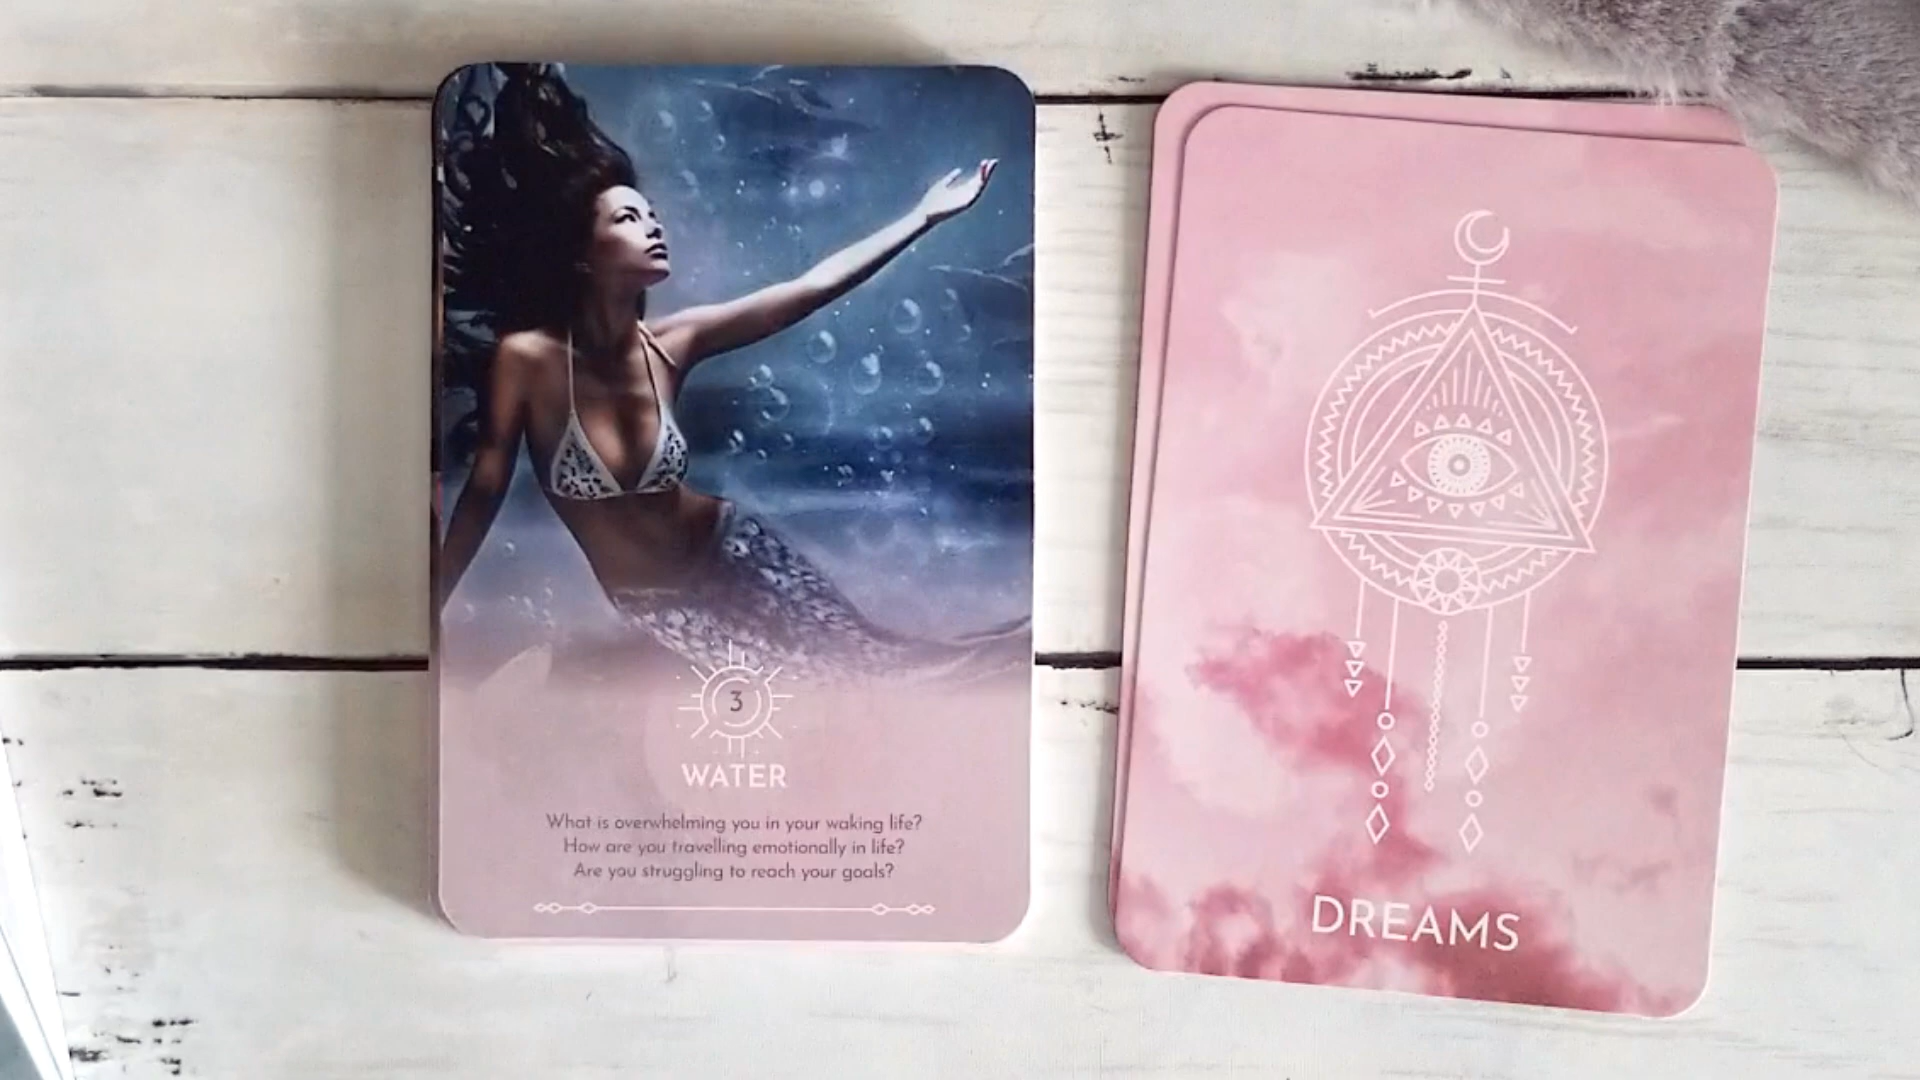 3
WATER
What is overwhelming you in your waking life?
How are you travelling emotionally in life?
Are you struggling to reach your goals?
DREAMS